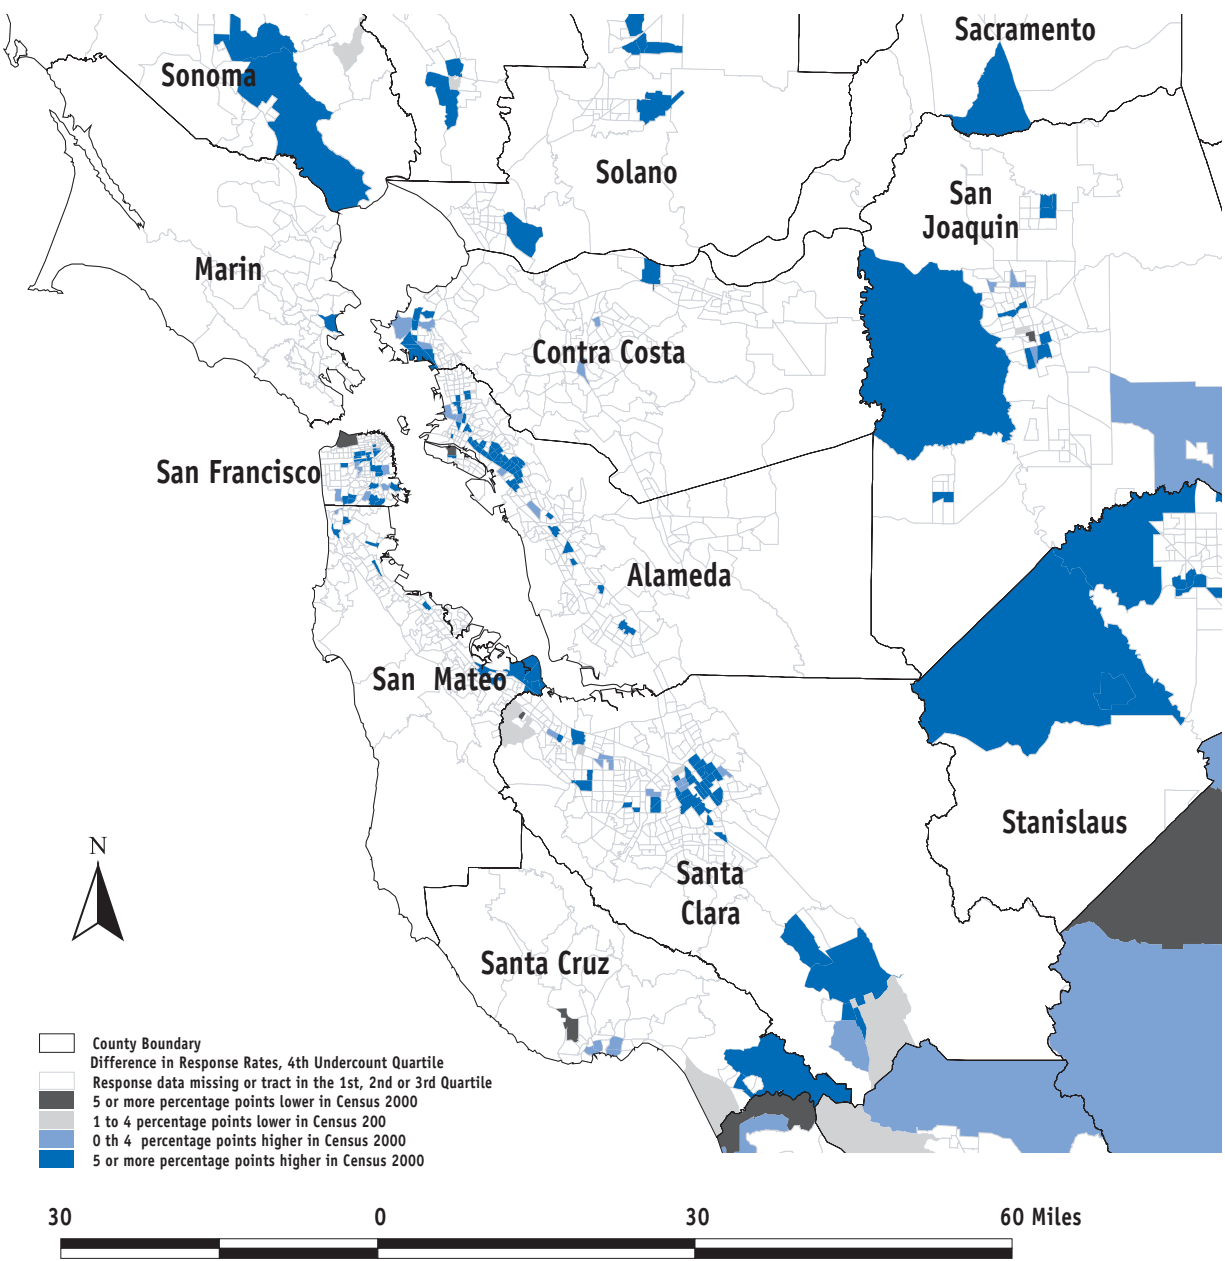 Sacramento
Sonoma
Solano
San
Joaquin
Marin
Contra Costa
San Francisco
Alameda
San Mateo
Stanislaus
N
Santa
Clara
Santa Cruz
County Boundary
Difference in Response Rates, 4th Undercount Quartile
Response data missing or tract in the 1st, 2nd or 3rd Quartile
5 or more percentage points lower in Census 2000
1 to 4 percentage points lower in Census 200
0 th 4 percentage points higher in Census 2000
5 or more percentage points higher in Census 2000
30 0 30 60 Miles